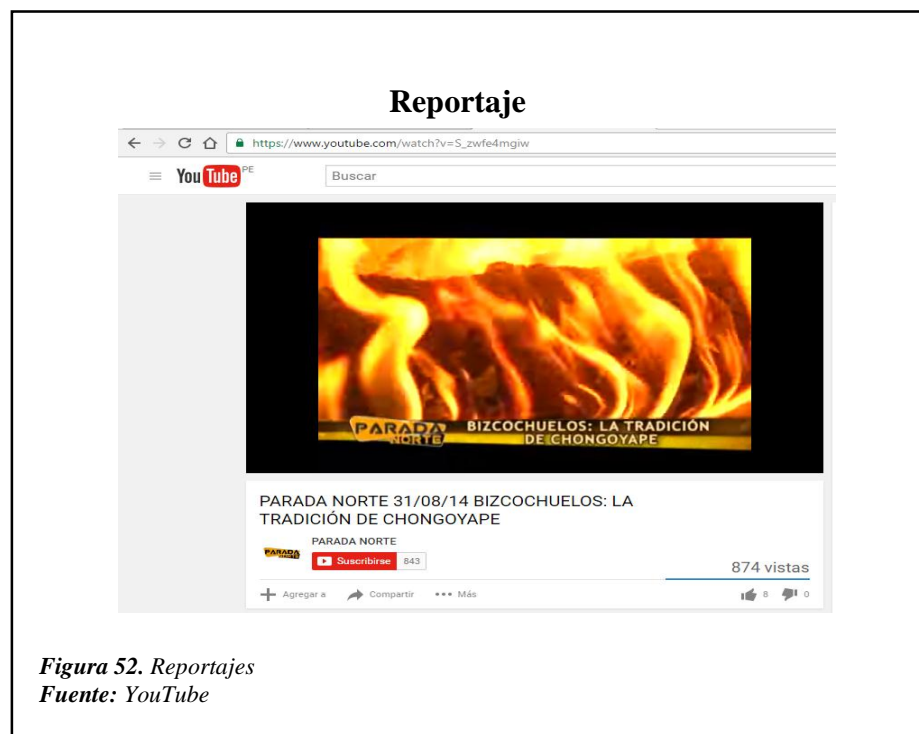 Reportaje
https://www.youtube.com/watch?v=S_zwfe4mgiw
YouTube PE
Buscar
PARADA NORTE
BIZCOCHUELOS: LA TRADICIÓN
DE CHONGOYAPE
PARADA NORTE 31/08/14 BIZCOCHUELOS: LA
TRADICIÓN DE CHONGOYAPE
PARADA NORTE
PARADA NORTE
Suscribirse 843
874 vistas
Agregar a Compartir Más 8 0
Figura 52. Reportajes
Fuente: YouTube